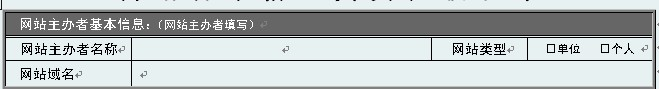 网站主办者基本信息：（网站主办者填写）
网站主办者名称 网站类型 □单位 □个人
网站域名